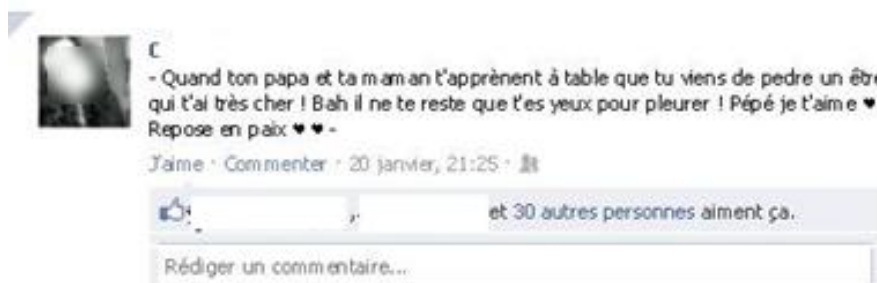 C
- Quand ton papa et ta maman t'apprènent à table que tu viens de pedre un être
qui t'ai très cher ! Bah il ne te reste que t'es yeux pour pleurer ! Pépé je t'aime ♥
Repose en paix ♥ ♥ -
J'aime · Commenter · 20 janvier, 21:25 ·
, et 30 autres personnes aiment ça.
Rédiger un commentaire...